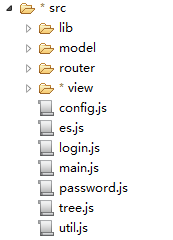 * src
lib
model
router
* view
config.js
es.js
login.js
main.js
password.js
tree.js
util.js